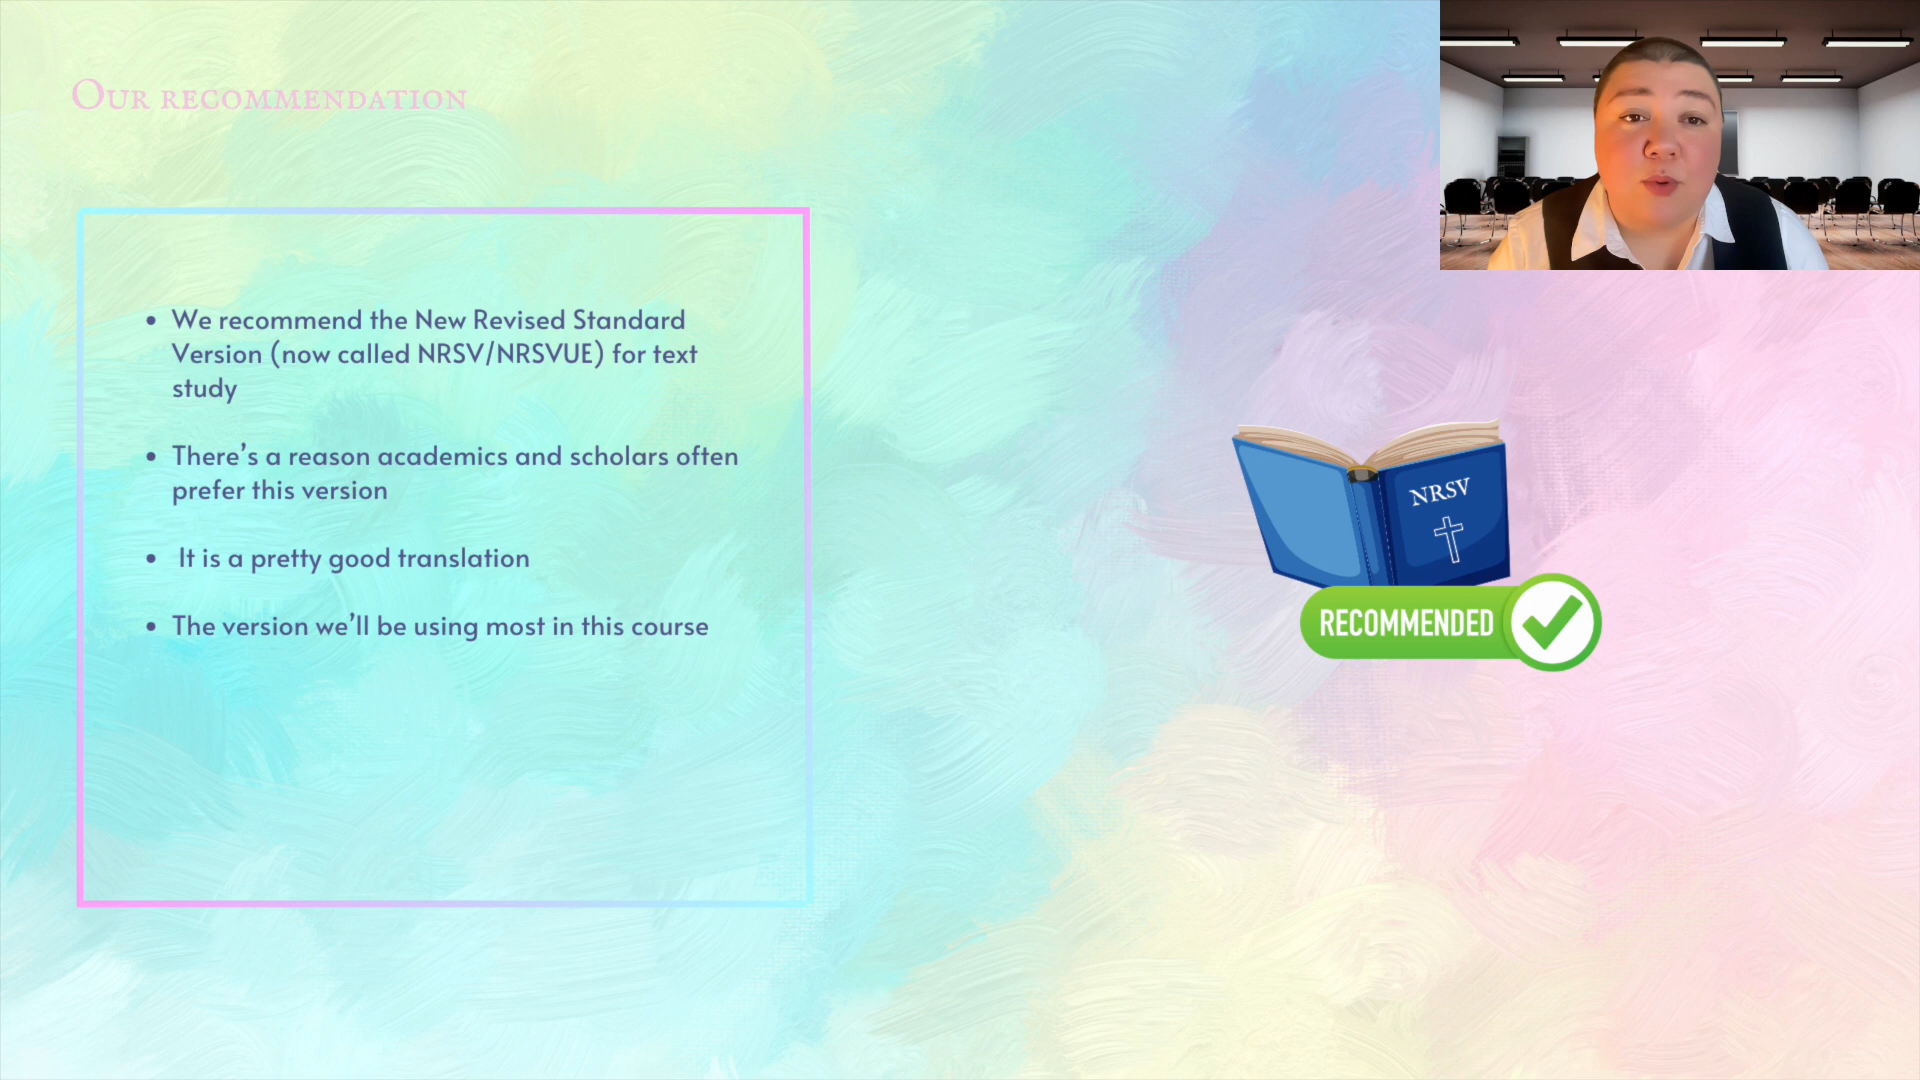 Our recommendation
• We recommend the New Revised Standard
Version (now called NRSV/NRSVUE) for text
study
• There’s a reason academics and scholars often
prefer this version
• It is a pretty good translation
• The version we’ll be using most in this course
NRSV
RECOMMENDED